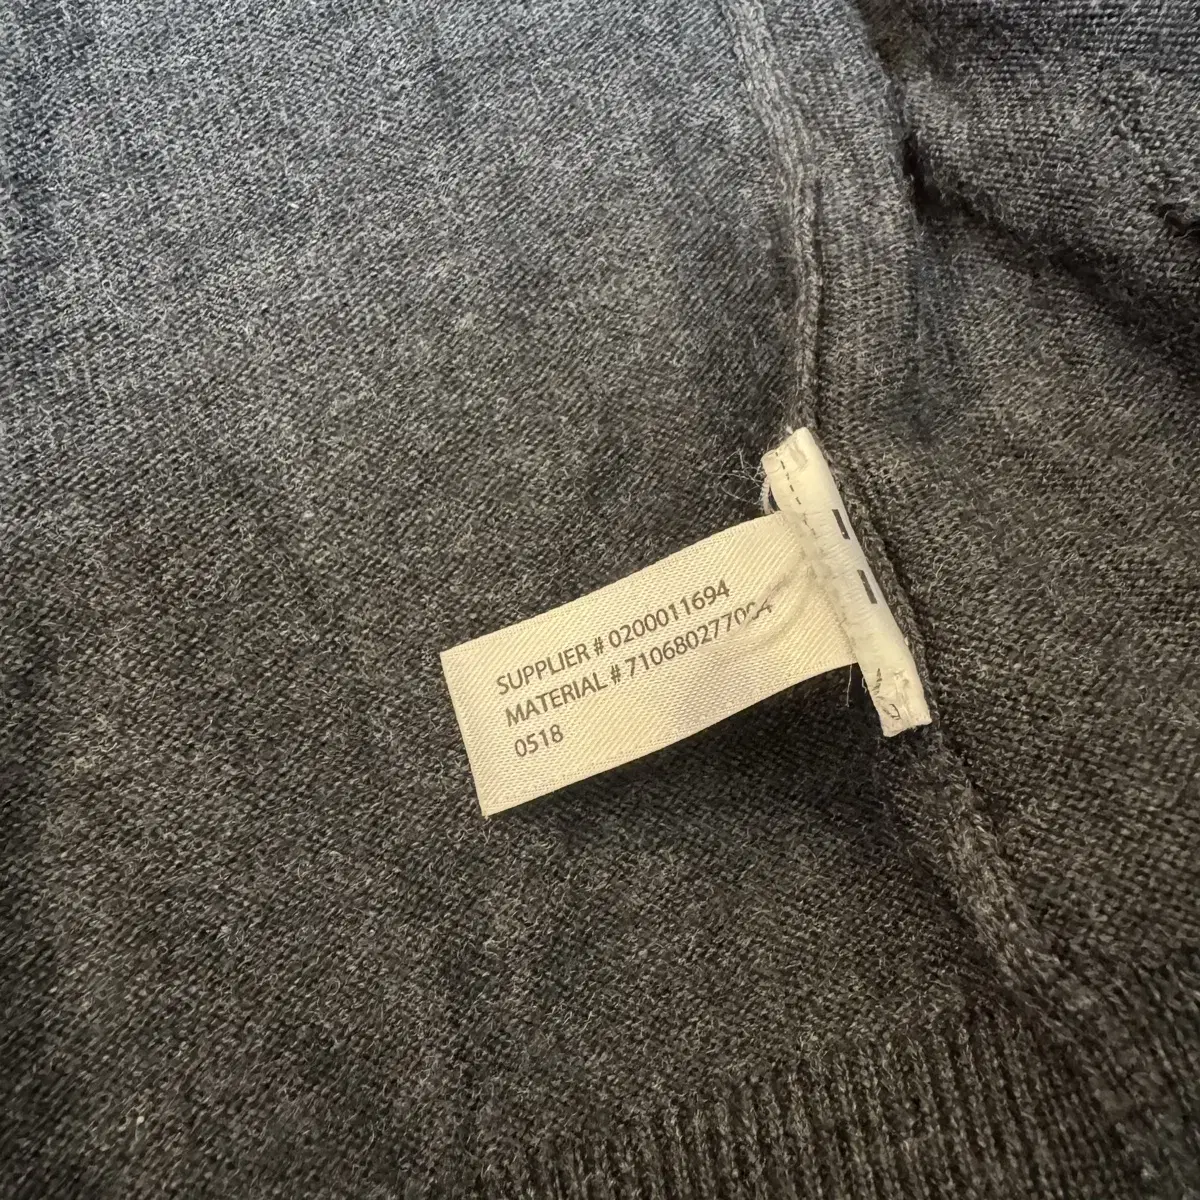 SUPPLIER # 0200011694
MATERIAL # 710680277004
0518